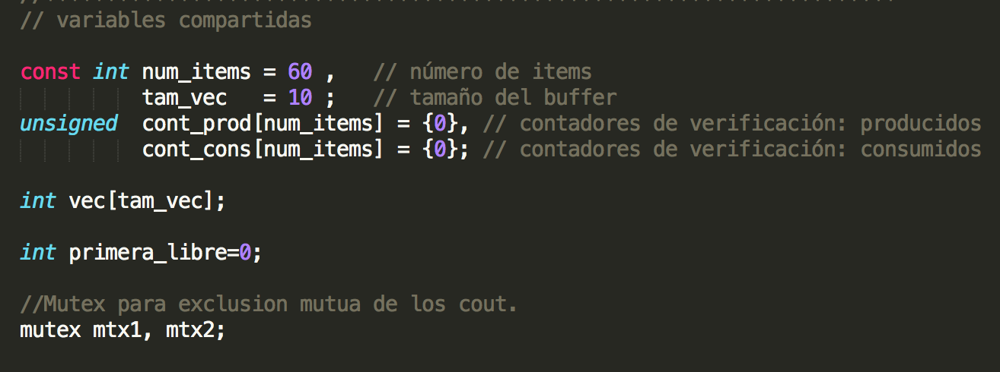 // variables compartidas
const int num_items = 60 ,   // número de items
          tam_vec   = 10 ;   // tamaño del buffer
unsigned  cont_prod[num_items] = {0}, // contadores de verificación: producidos
          cont_cons[num_items] = {0}; // contadores de verificación: consumidos
int vec[tam_vec];
int primera_libre=0;
//Mutex para exclusion mutua de los cout.
mutex mtx1, mtx2;